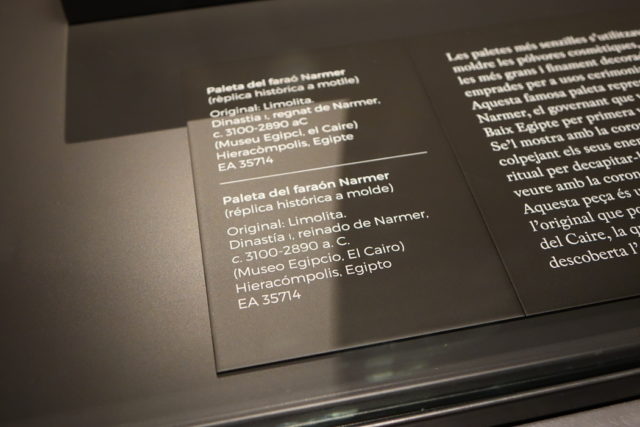 Paleta del faraó Narmer
(rèplica històrica a motlle)
Original: Limolita.
Dinastia I, regnat de Narmer,
c. 3100-2890 aC
(Museu Egipci, el Caire)
Hieracòmpolis, Egipte
EA 35714
Paleta del faraón Narmer
(réplica histórica a molde)
Original: Limolita.
Dinastía I, reinado de Narmer,
c. 3100-2890 a. C.
(Museo Egipcio, El Cairo)
Hieracómpolis, Egipto
EA 35714
Les paletes més senzilles s'utilitza
moldre les pólvores cosmètiques
les més grans i finament decora
emprades per a usos cerimon
Aquesta famosa paleta repr
Narmer, el governant que
Baix Egipte per primera
Se'l mostra amb la coron
colpejant els seus ene
ritual per decapitar
veure amb la coron
Aquesta peça és
l'original que p
del Caire, la q
descoberta l'